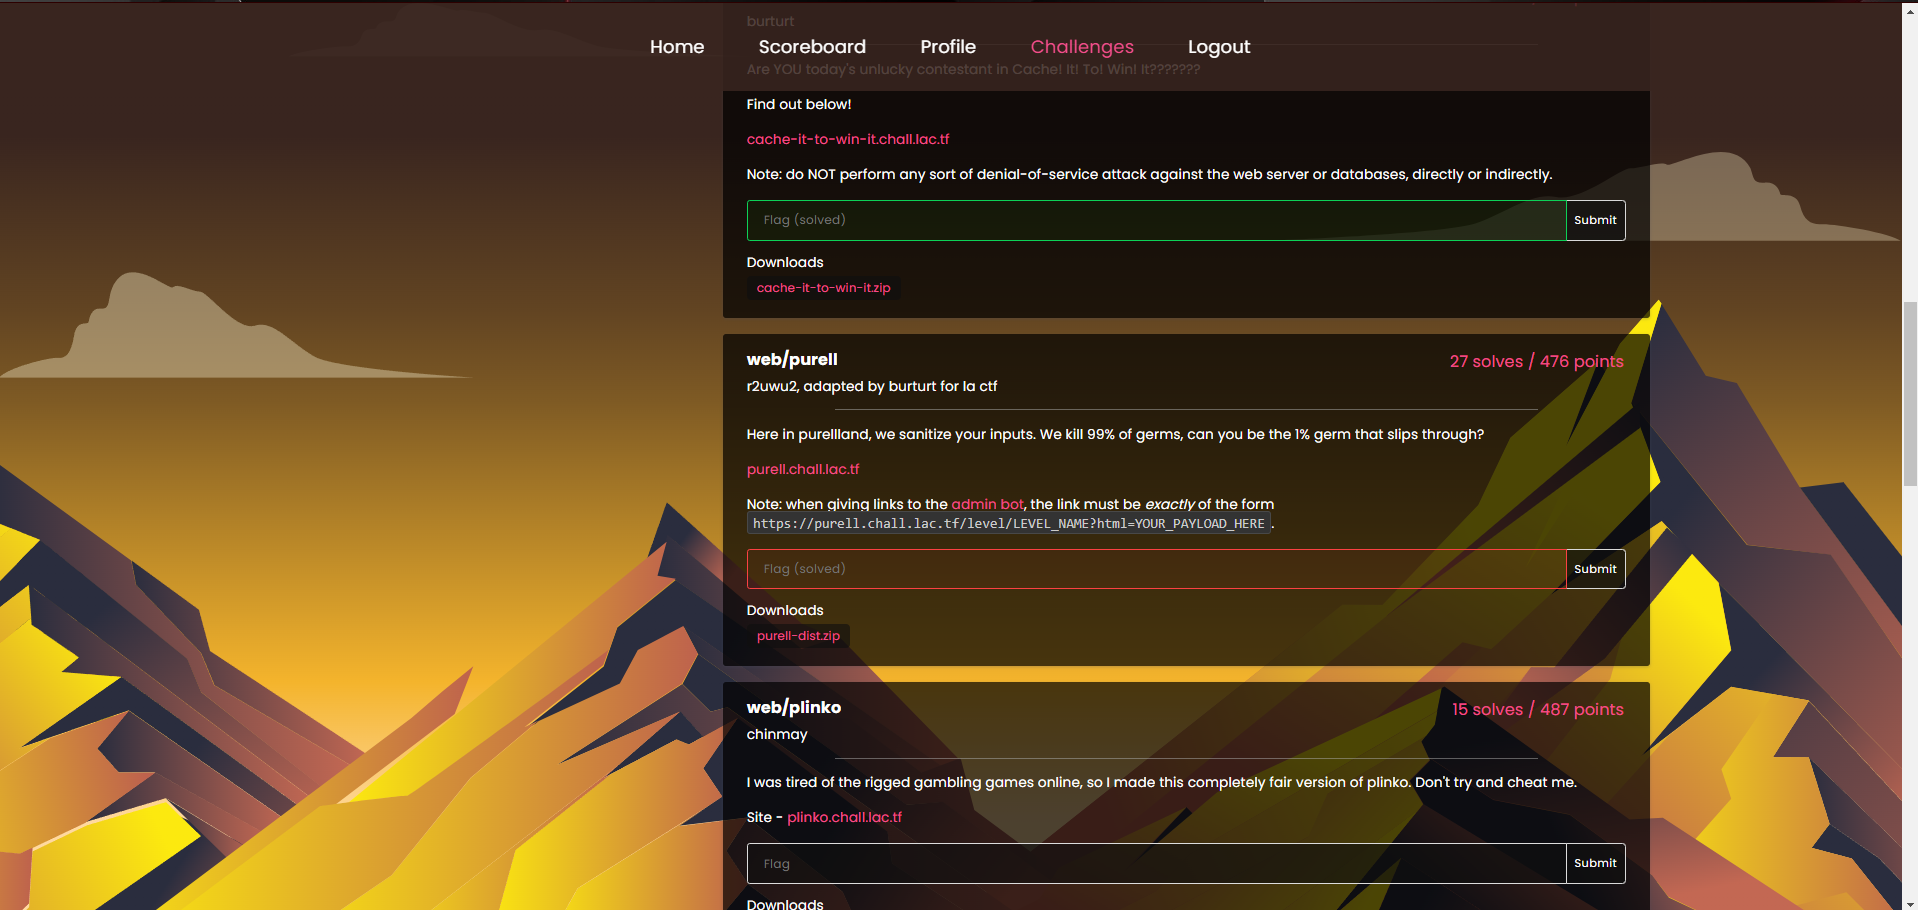 burturt
Home Scoreboard Profile Challenges Logout
Are YOU today's unlucky contestant in Cache! It! To! Win! It???????
Find out below!
cache-it-to-win-it.chall.lac.tf
Note: do NOT perform any sort of denial-of-service attack against the web server or databases, directly or indirectly.
Flag (solved) Submit
Downloads
cache-it-to-win-it.zip
web/purell 27 solves / 476 points
r2uwu2, adapted by burturt for la ctf
Here in purellland, we sanitize your inputs. We kill 99% of germs, can you be the 1% germ that slips through?
purell.chall.lac.tf
Note: when giving links to the admin bot, the link must be exactly of the form
https://purell.chall.lac.tf/level/LEVEL_NAME?html=YOUR_PAYLOAD_HERE.
Flag (solved) Submit
Downloads
purell-dist.zip
web/plinko 15 solves / 487 points
chinmay
I was tired of the rigged gambling games online, so I made this completely fair version of plinko. Don't try and cheat me.
Site - plinko.chall.lac.tf
Flag Submit
Downloads